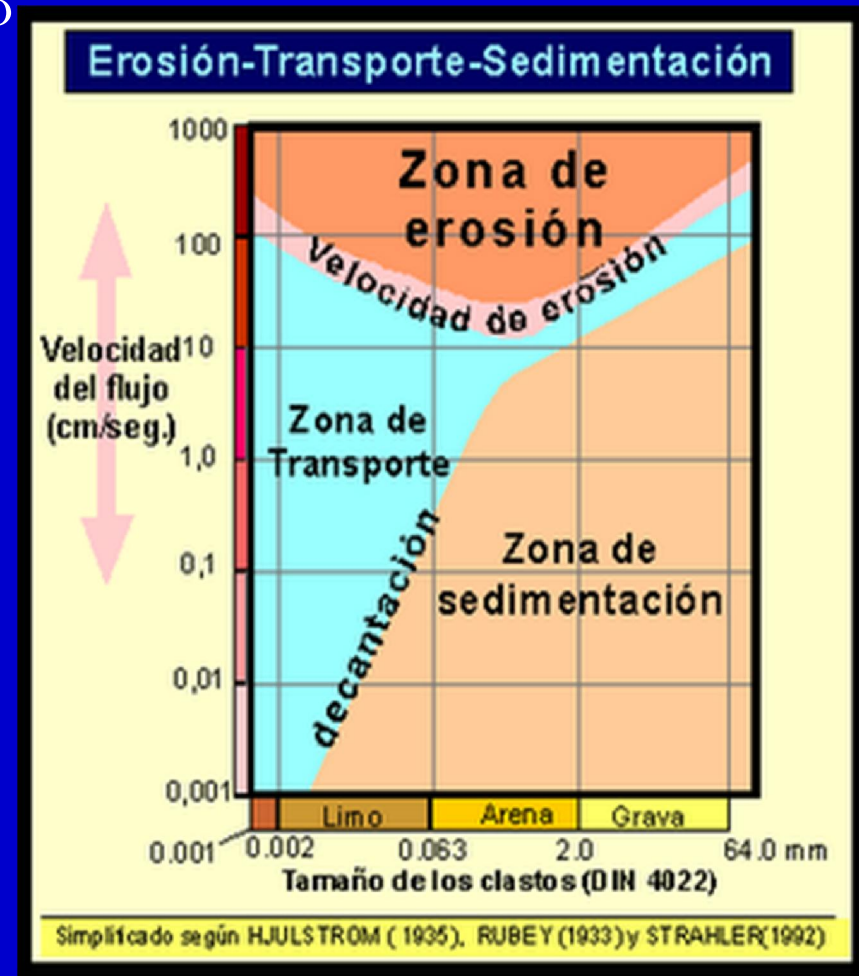 Erosión-Transporte-Sedimentación
1000
Zona de
erosión
100
Velocidad de erosión
Velocidad
del flujo
(cm/seg.)
10
Zona de
Transporte
1,0
decantación
Zona de
sedimentación
0,1
0,01
0,001
Limo
Arena
Grava
0.001
0.002
0.063
2.0
64.0 mm
Tamaño de los clastos (DIN 4022)
Simplificado según HJULSTROM ( 1935), RUBEY (1933) y STRAHLER(1992)